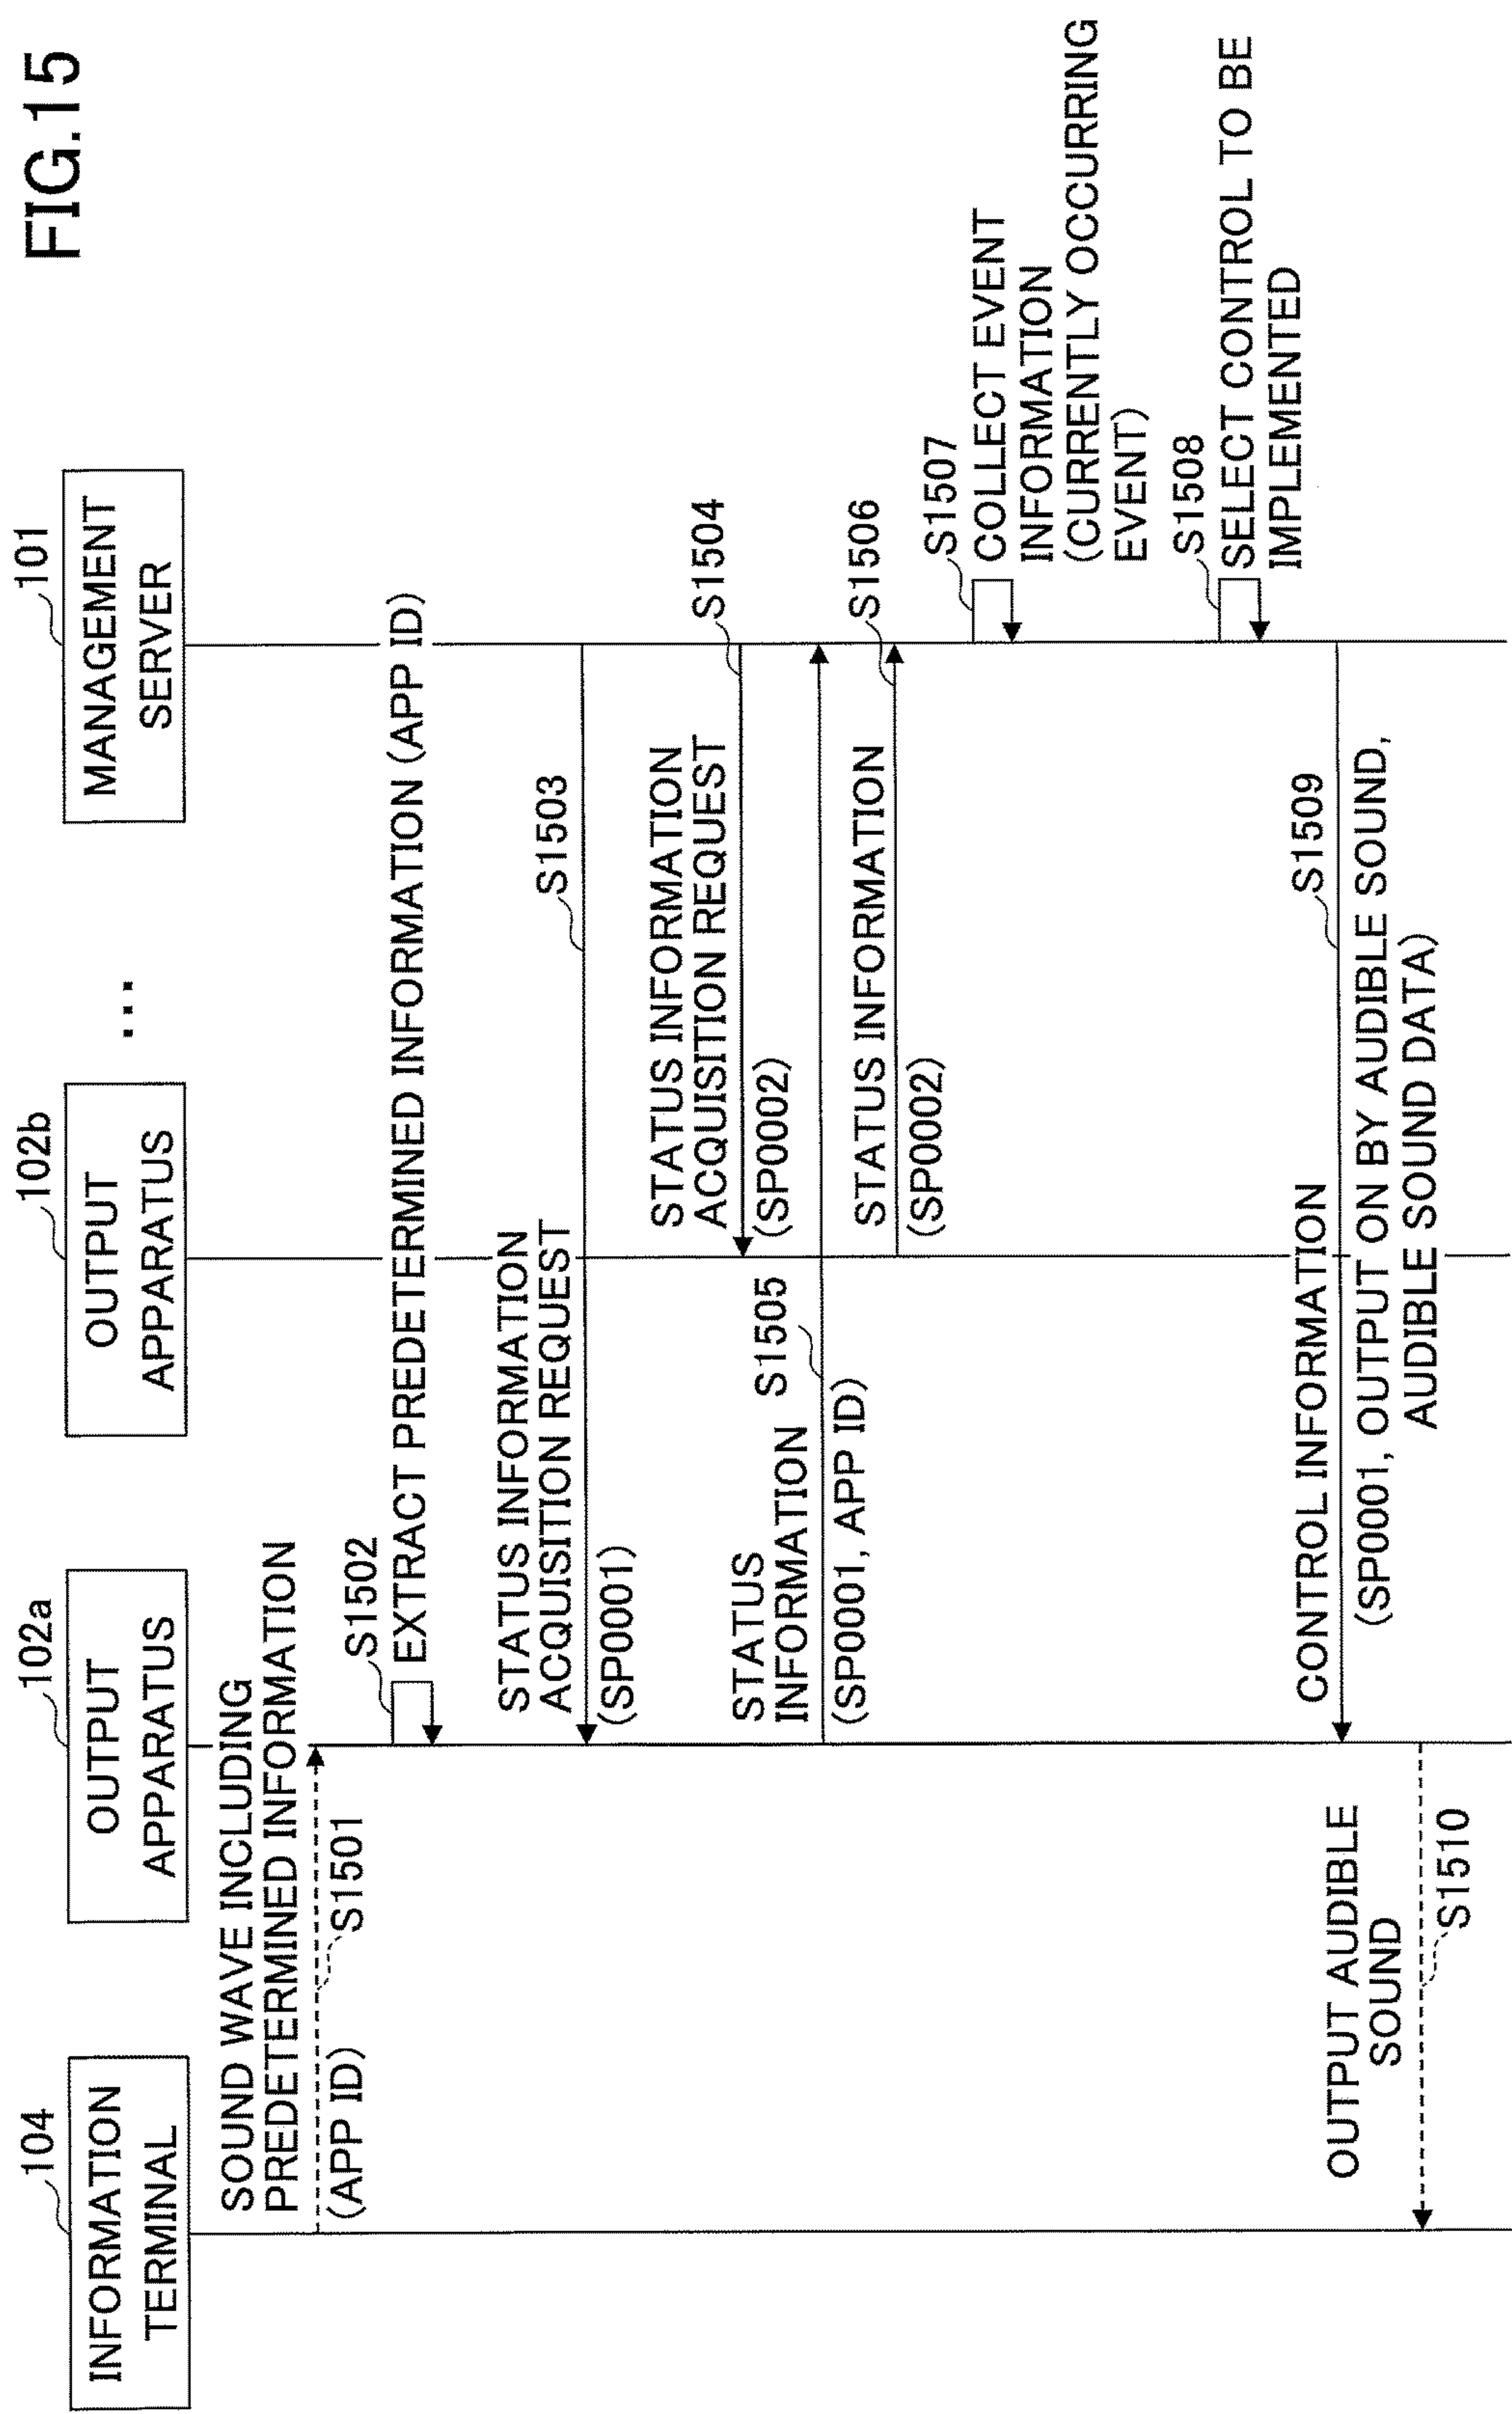 FIG.15
104
INFORMATION
TERMINAL
102a
OUTPUT
APPARATUS
102b
OUTPUT
APPARATUS
...
101
MANAGEMENT
SERVER
SOUND WAVE INCLUDING
PREDETERMINED INFORMATION
(APP ID)
S1501
S1502
EXTRACT PREDETERMINED INFORMATION (APP ID)
STATUS INFORMATION
ACQUISITION REQUEST
(SP0001)
S1503
STATUS INFORMATION
ACQUISITION REQUEST
(SP0002)
S1504
STATUS
INFORMATION
(SP0001, APP ID)
S1505
STATUS INFORMATION
(SP0002)
S1506
S1507
COLLECT EVENT
INFORMATION
(CURRENTLY OCCURRING
EVENT)
S1508
SELECT CONTROL TO BE
IMPLEMENTED
CONTROL INFORMATION
S1509
(SP0001, OUTPUT ON BY AUDIBLE SOUND,
AUDIBLE SOUND DATA)
OUTPUT AUDIBLE
SOUND
S1510